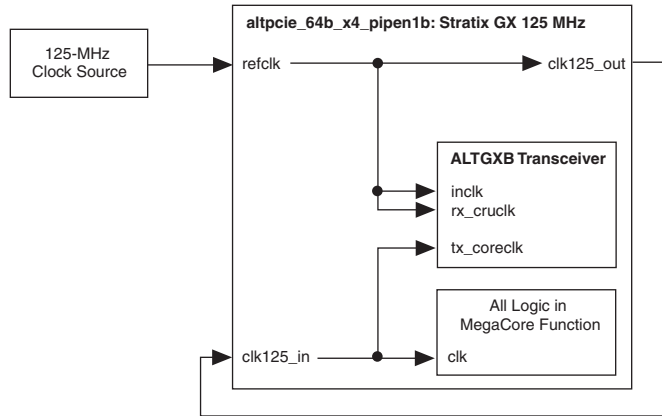 altpcie_64b_x4_pipen1b: Stratix GX 125 MHz
125-MHz
Clock Source
refclk
clk125_out
ALTGXB Transceiver
inclk
rx_cruclk
tx_coreclk
All Logic in
MegaCore Function
clk125_in
clk